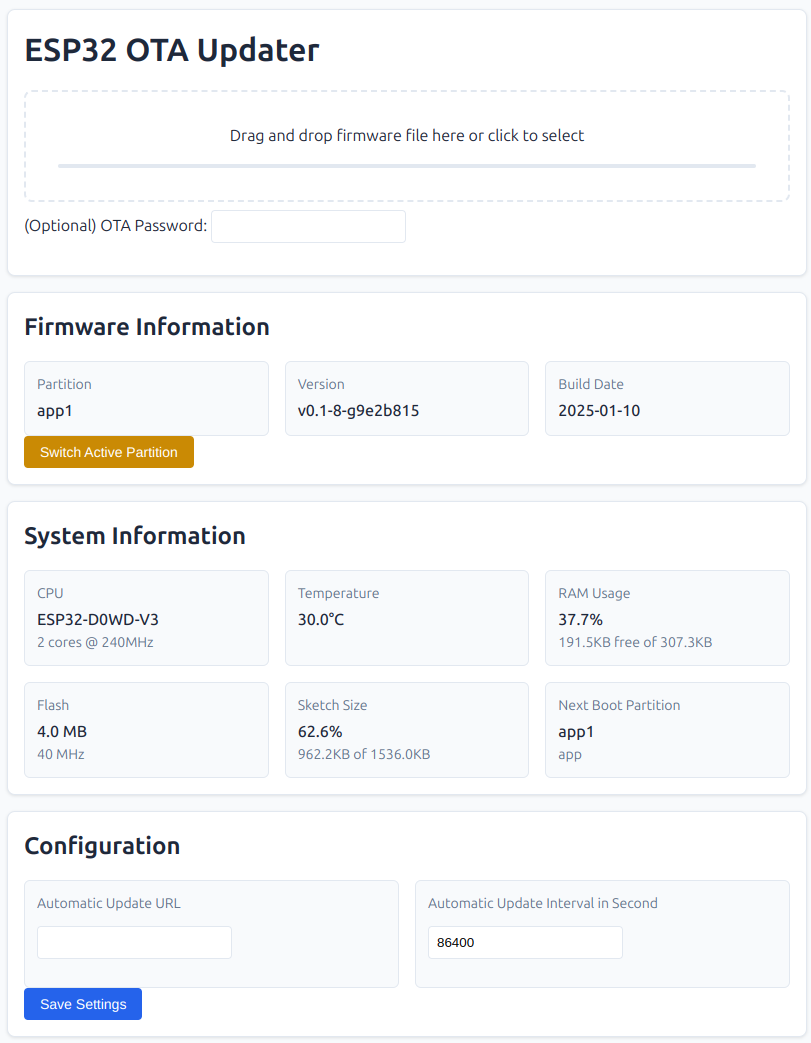 ESP32 OTA Updater
Drag and drop firmware file here or click to select
(Optional) OTA Password:
Firmware Information
Partition
app1
Version
v0.1-8-g9e2b815
Build Date
2025-01-10
Switch Active Partition
System Information
CPU
ESP32-D0WD-V3
2 cores @ 240MHz
Temperature
30.0°C
RAM Usage
37.7%
191.5KB free of 307.3KB
Flash
4.0 MB
40 MHz
Sketch Size
62.6%
962.2KB of 1536.0KB
Next Boot Partition
app1
app
Configuration
Automatic Update URL
Automatic Update Interval in Second
86400
Save Settings